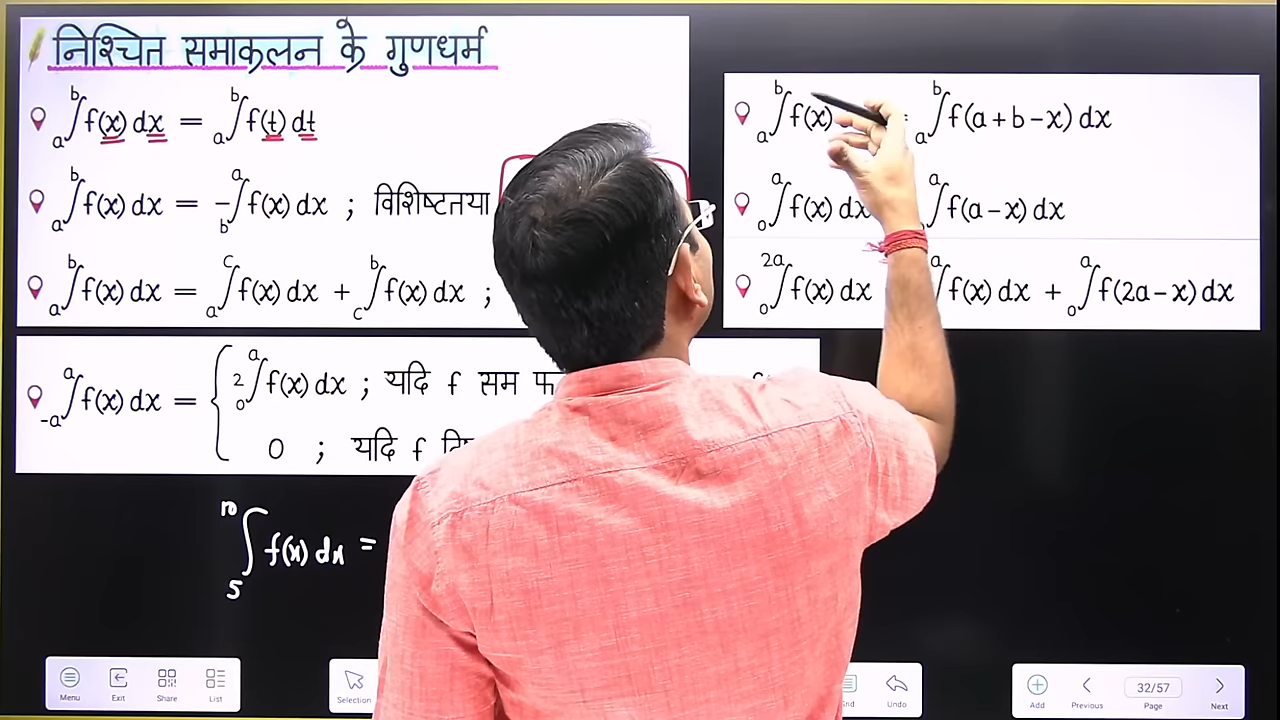 निश्चित समाकलन के गुणधर्म
a∫b f(x) dx = a∫b f(t) dt
a∫b f(x) dx = - b∫a f(x) dx ; विशिष्टतया
a∫b f(x) dx = a∫c f(x) dx + c∫b f(x) dx ;
-a∫a f(x) dx = { 2 0∫a f(x) dx ; यदि f सम
0 ; यदि f
a∫b f(x) = a∫b f(a+b-x) dx
0∫a f(x) dx ∫a f(a-x) dx
0∫2a f(x) dx ∫a f(x) dx + 0∫a f(2a-x) dx
5∫10 f(x) dx =
Menu Exit Share List
Selection
Undo
Add Previous 32/57 Page Next